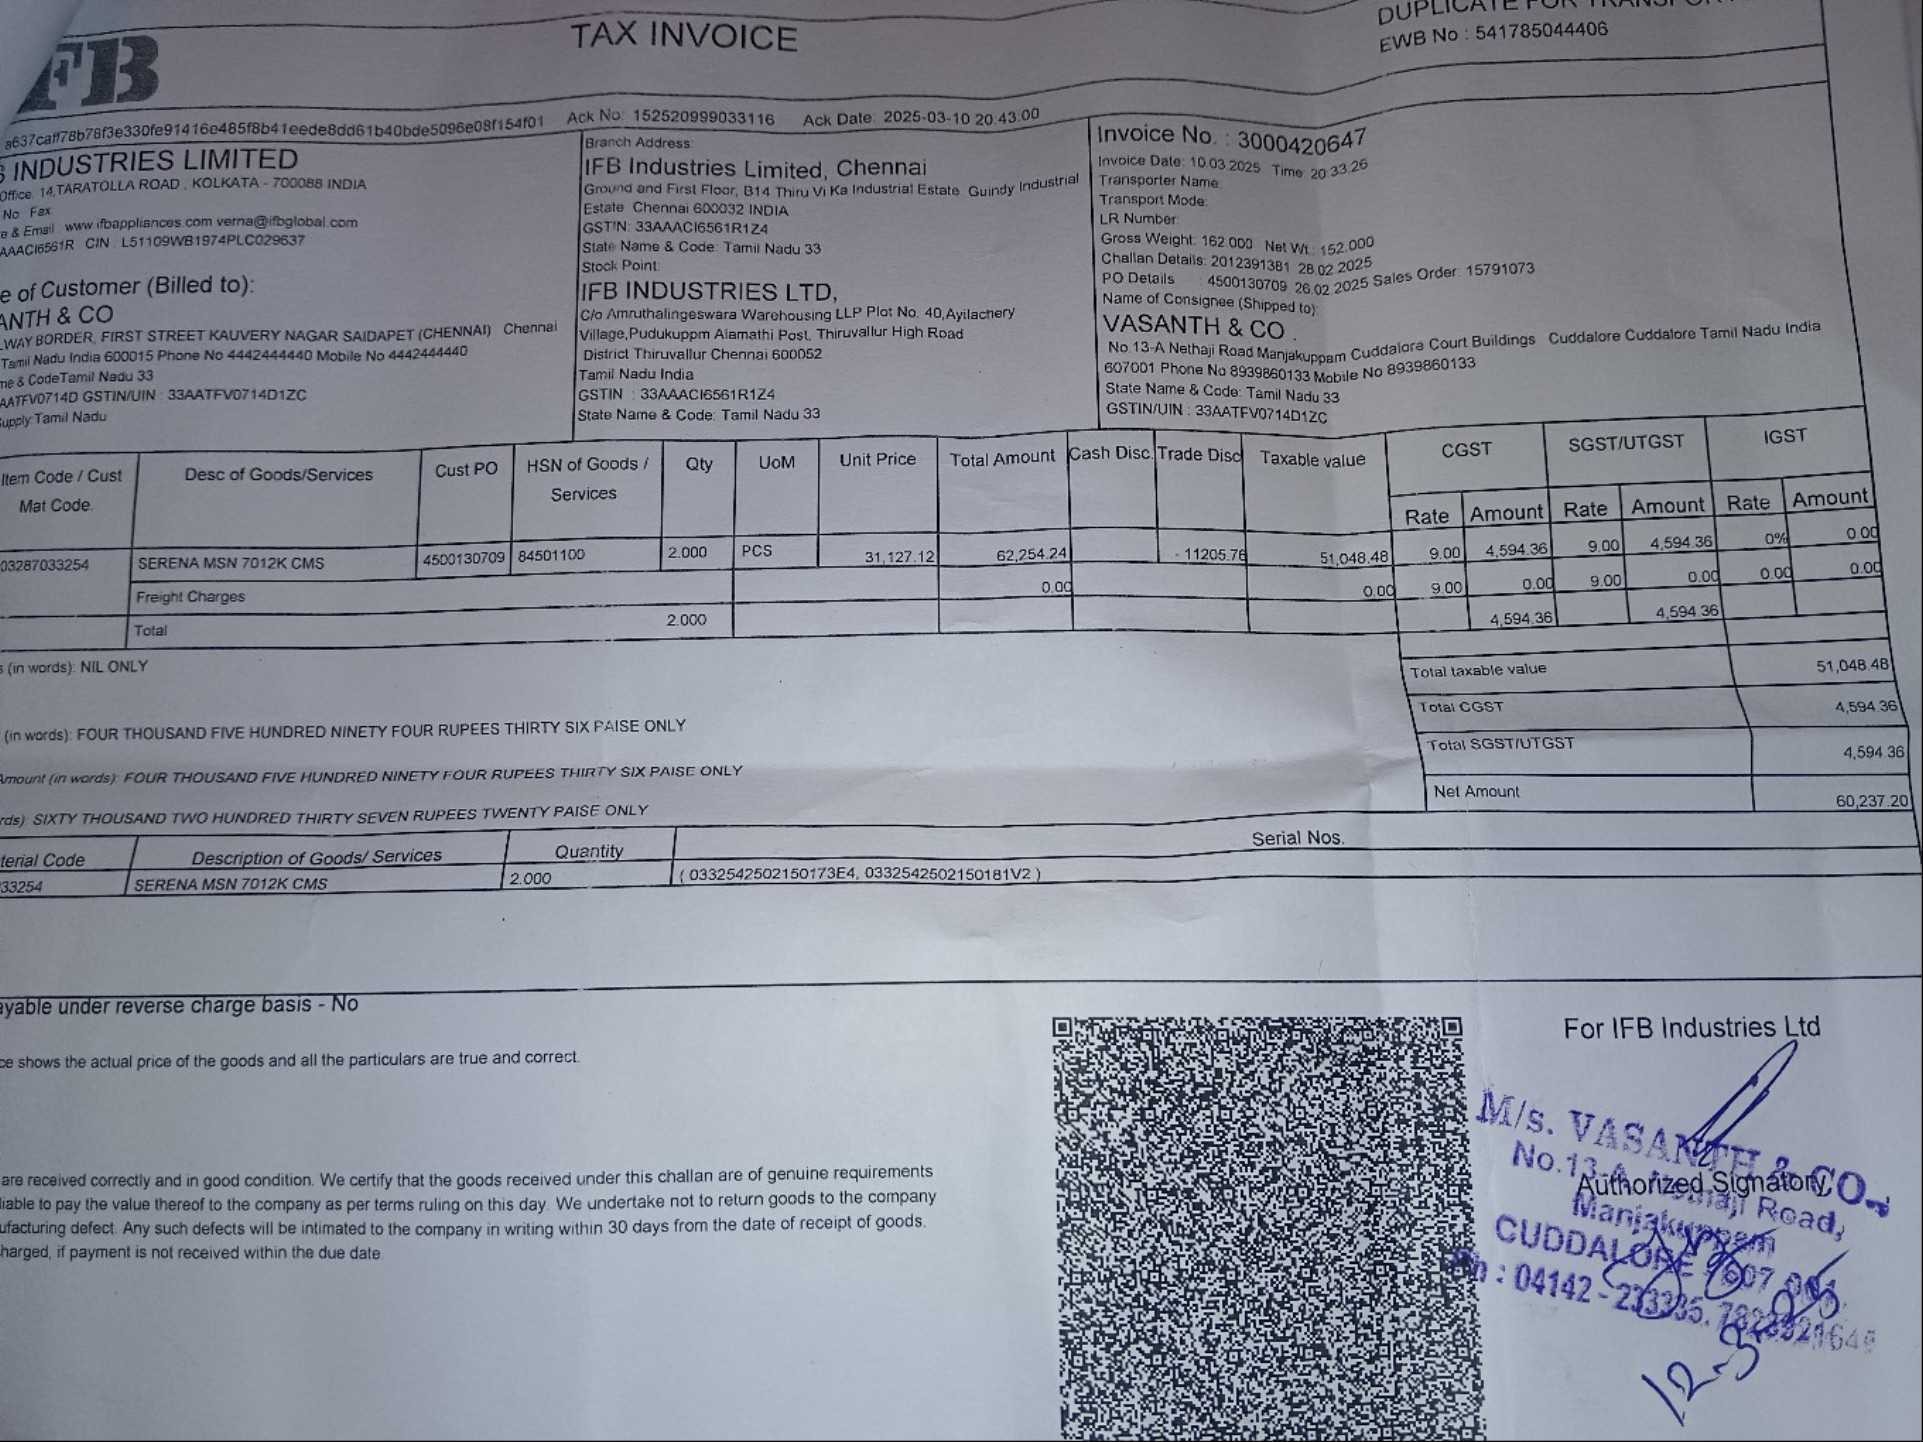 TAX INVOICE
EWB No : 541785044406
FB
a637caff78b78f3e330fe91416e485f8b41eede8dd61b40bde5096e08f154f01 Ack No: 152520999033116 Ack Date: 2025-03-10 20:43:00
INDUSTRIES LIMITED
Office. 14,TARATOLLA ROAD , KOLKATA - 700088 INDIA
No Fax
e & Email www.ifbappliances.com verna@ifbglobal.com
AAACI6561R CIN : L51109WB1974PLC029637
e of Customer (Billed to):
ANTH & CO
WAY BORDER, FIRST STREET KAUVERY NAGAR SAIDAPET (CHENNAI) Chennai
Tamil Nadu India 600015 Phone No 4442444440 Mobile No 4442444440
me & CodeTamil Nadu 33
AATFV0714D GSTIN/UIN : 33AATFV0714D1ZC
upply:Tamil Nadu
Branch Address:
IFB Industries Limited, Chennai
Ground and First Floor, B14 Thiru Vi Ka Industrial Estate Guindy Industrial
Estate Chennai 600032 INDIA
GSTIN: 33AAACI6561R1Z4
State Name & Code: Tamil Nadu 33
Stock Point:
IFB INDUSTRIES LTD,
C/o Amruthalingeswara Warehousing LLP Plot No. 40,Ayilachery
Village,Pudukuppm Alamathi Post, Thiruvallur High Road
District Thiruvallur Chennai 600052
Tamil Nadu India
GSTIN : 33AAACI6561R1Z4
State Name & Code: Tamil Nadu 33
Invoice No. : 3000420647
Invoice Date: 10.03.2025 Time: 20:33:26
Transporter Name:
Transport Mode:
LR Number:
Gross Weight: 162.000 Net Wt.: 152.000
Challan Details: 2012391381 28.02.2025
PO Details : 4500130709 26.02.2025 Sales Order: 15791073
Name of Consignee (Shipped to):
VASANTH & CO .
No.13-A Nethaji Road Manjakuppam Cuddalora Court Buildings Cuddalore Cuddalore Tamil Nadu India
607001 Phone No 8939860133 Mobile No 8939860133
State Name & Code: Tamil Nadu 33
GSTIN/UIN : 33AATFV0714D1ZC
Item Code / Cust Mat Code. Desc of Goods/Services Cust PO HSN of Goods / Services Qty UoM Unit Price Total Amount Cash Disc. Trade Disc Taxable value CGST SGST/UTGST IGST
Rate Amount Rate Amount Rate Amount
03287033254 SERENA MSN 7012K CMS 4500130709 84501100 2.000 PCS 31,127.12 62,254.24 - 11205.76 51,048.48 9.00 4,594.36 9.00 4,594.36 0% 0.00
Freight Charges 0.00 0.00 9.00 0.00 9.00 0.00 0.00 0.00
Total 2.000 4,594.36 4,594.36
s (in words): NIL ONLY
Total taxable value 51,048.48
Total CGST 4,594.36
(in words): FOUR THOUSAND FIVE HUNDRED NINETY FOUR RUPEES THIRTY SIX PAISE ONLY
Total SGST/UTGST 4,594.36
Amount (in words): FOUR THOUSAND FIVE HUNDRED NINETY FOUR RUPEES THIRTY SIX PAISE ONLY
Net Amount 60,237.20
rds) SIXTY THOUSAND TWO HUNDRED THIRTY SEVEN RUPEES TWENTY PAISE ONLY
terial Code Description of Goods/ Services Quantity Serial Nos.
33254 SERENA MSN 7012K CMS 2.000 ( 0332542502150173E4, 0332542502150181V2 )
ayable under reverse charge basis - No
ce shows the actual price of the goods and all the particulars are true and correct.
For IFB Industries Ltd
are received correctly and in good condition. We certify that the goods received under this challan are of genuine requirements
liable to pay the value thereof to the company as per terms ruling on this day. We undertake not to return goods to the company
ufacturing defect. Any such defects will be intimated to the company in writing within 30 days from the date of receipt of goods.
harged, if payment is not received within the due date.
Authorized Signatory
M/s. VASANTH & CO.,
No.13-A, Road,
Manjakuppam
CUDDALORE - 607 001
Ph : 04142 - 233335.